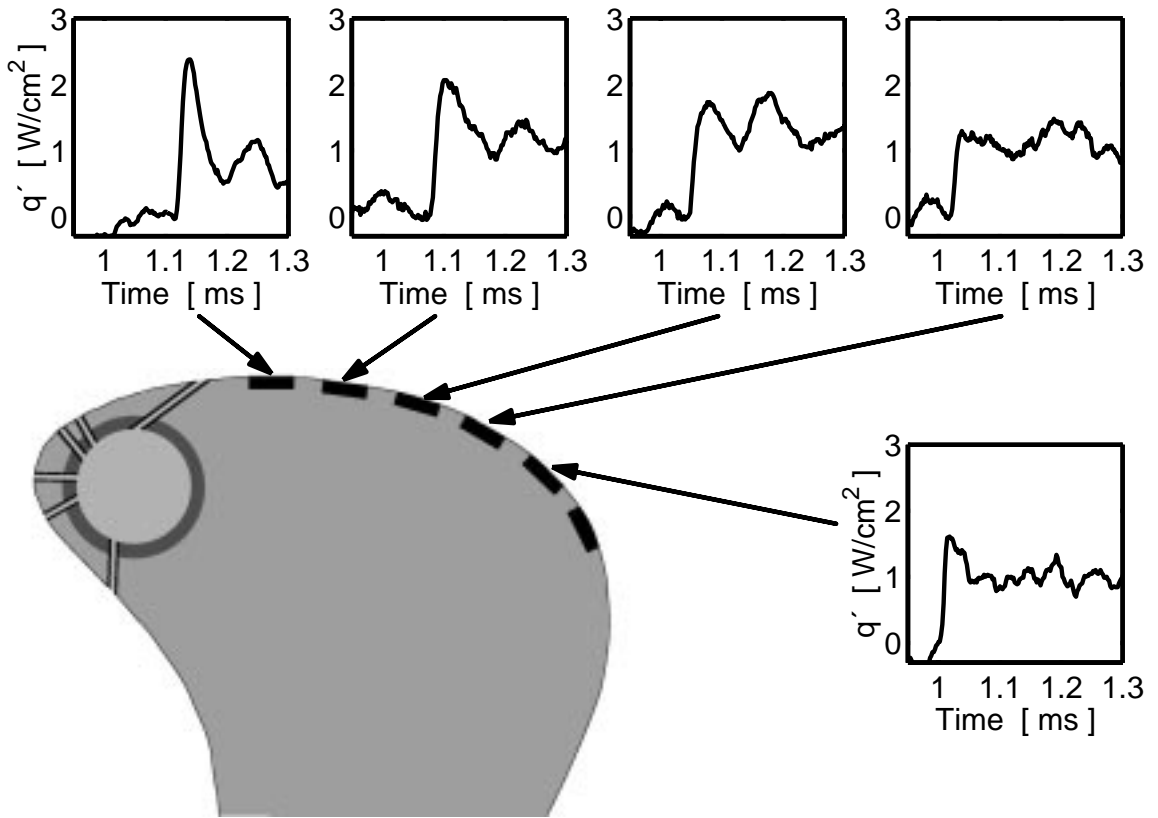 3 3 3 3
2 2 2 2
1 1 1 1
0 0 0 0
q´ [ W/cm²]
1 1.1 1.2 1.3 1 1.1 1.2 1.3 1 1.1 1.2 1.3 1 1.1 1.2 1.3
Time [ ms ] Time [ ms ] Time [ ms ] Time [ ms ]
3
2
1
0
q´ [ W/cm²]
1 1.1 1.2 1.3
Time [ ms ]